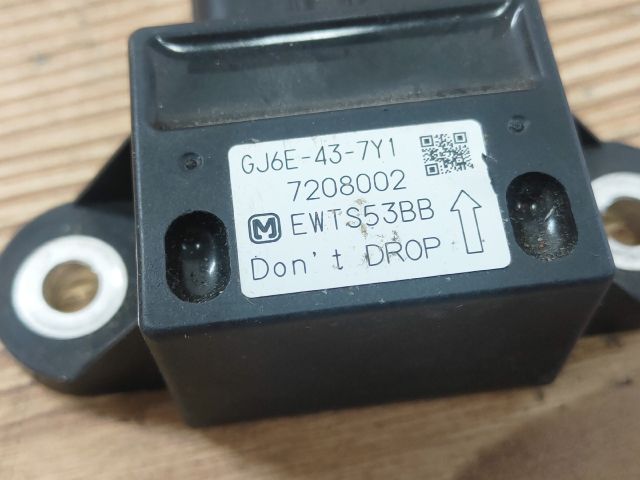 GJ6E-43-7Y1
7208002
M EWTS53BB
Don't DROP